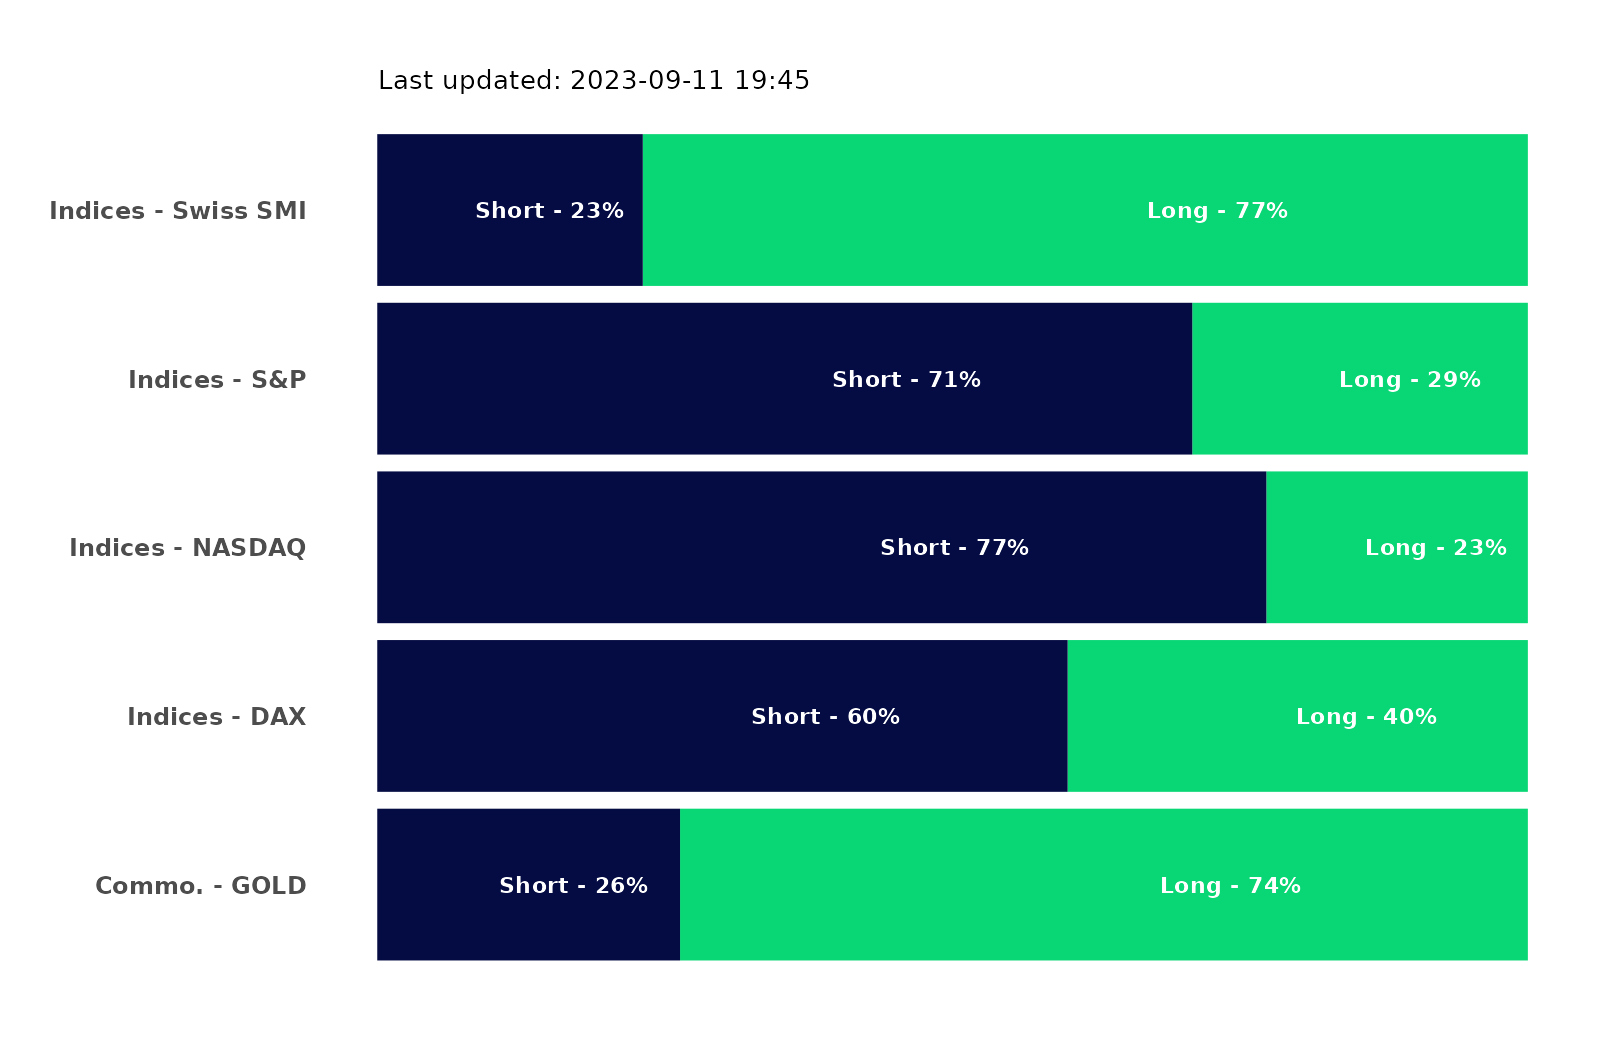 Last updated: 2023-09-11 19:45
Indices - Swiss SMI Short - 23% Long - 77%
Indices - S&P Short - 71% Long - 29%
Indices - NASDAQ Short - 77% Long - 23%
Indices - DAX Short - 60% Long - 40%
Commo. - GOLD Short - 26% Long - 74%